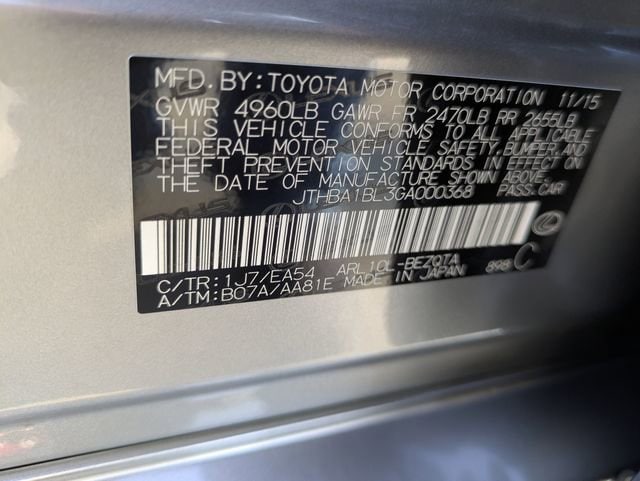 MFD. BY: TOYOTA MOTOR CORPORATION 11/15
GVWR 4960LB GAWR FR 2470LB RR 2655LB
THIS VEHICLE CONFORMS TO ALL APPLICABLE
FEDERAL MOTOR VEHICLE SAFETY, BUMPER, AND
THEFT PREVENTION STANDARDS IN EFFECT ON
THE DATE OF MANUFACTURE SHOWN ABOVE.
JTHBA1BL3GA000368 PASS. CAR
C/TR: 1J7/EA54 ARL10L-BEZQTA 898 C
A/TM: B07A/AA81E MADE IN JAPAN